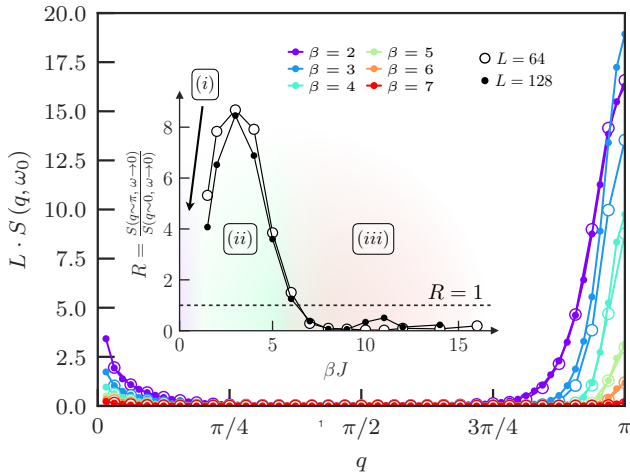 20.0
17.5
15.0
12.5
10.0
7.5
5.0
2.5
0.0
L · S (q, ω₀)
0
π/4
π/2
3π/4
π
q
β = 2
β = 3
β = 4
β = 5
β = 6
β = 7
L = 64
L = 128
(i)
(ii)
(iii)
R = 1
8
6
4
2
0
R = S(q∼π, ω→0) / S(q∼0, ω→0)
0
5
10
15
βJ
1